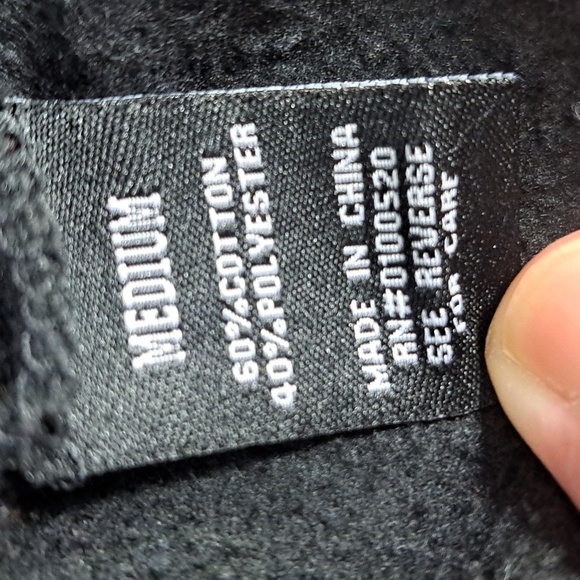 MEDIUM
60%COTTON
40%POLYESTER
MADE IN CHINA
RN#0100520
SEE REVERSE
FOR CARE